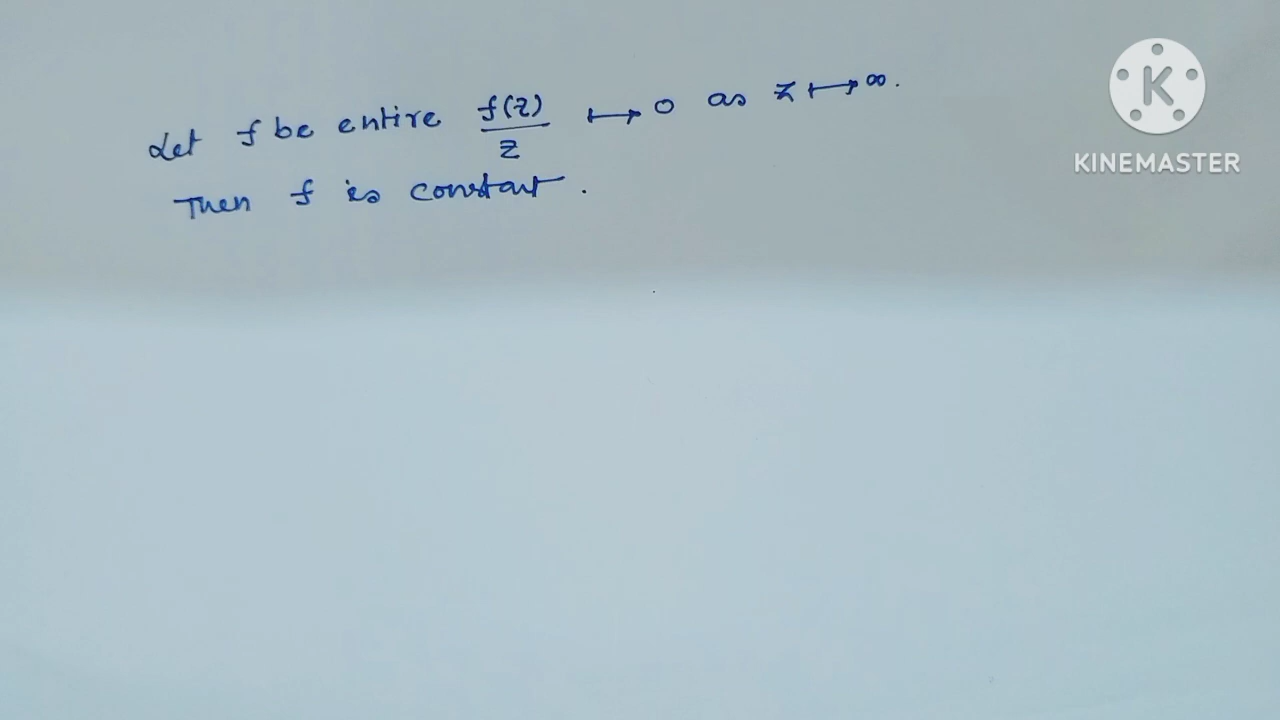 Let f be entire f(z)/z ↦ 0 as z ↦ ∞.
Then f is constant.
KINEMASTER